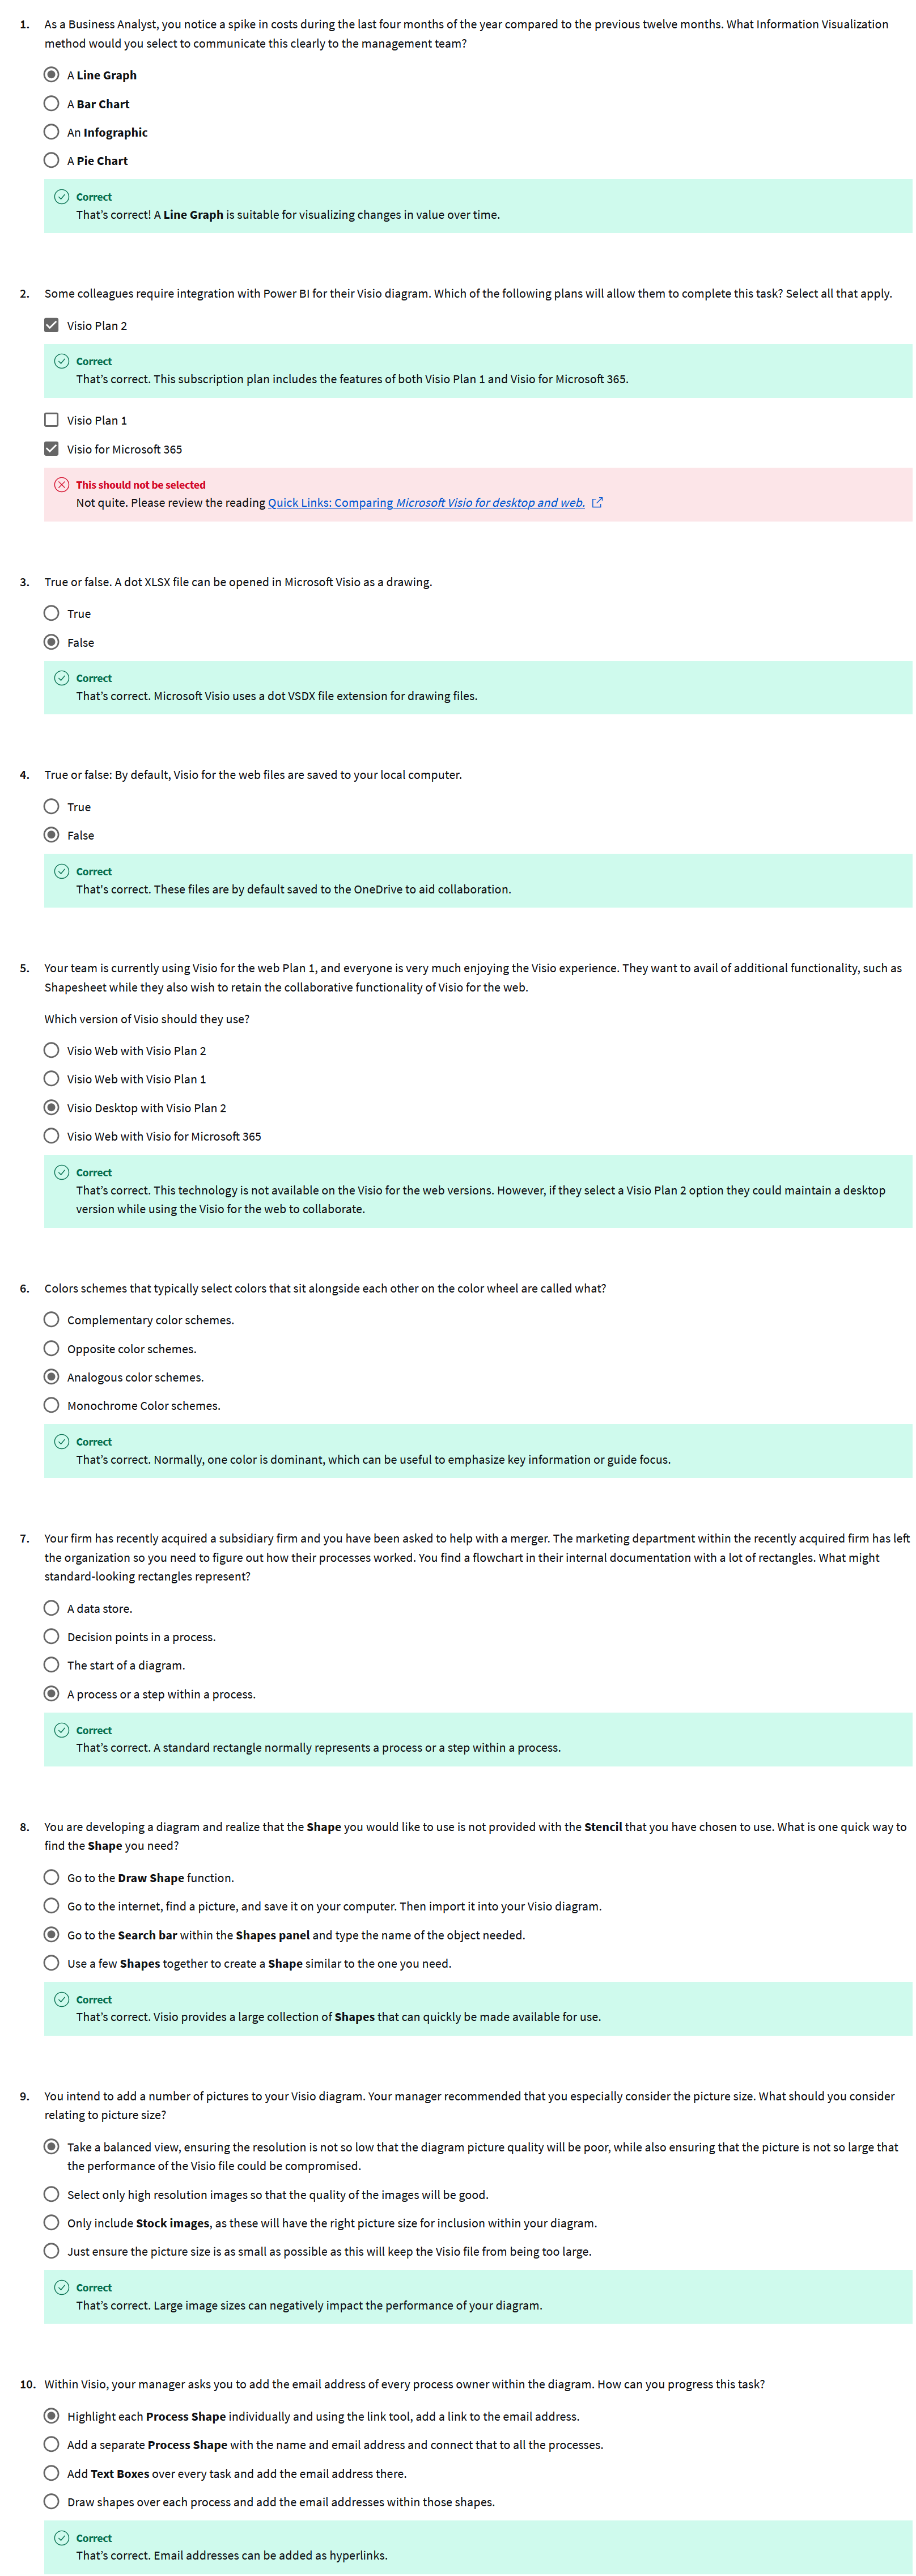 1. As a Business Analyst, you notice a spike in costs during the last four months of the year compared to the previous twelve months. What Information Visualization
method would you select to communicate this clearly to the management team?
A Line Graph
A Bar Chart
An Infographic
A Pie Chart
Correct
That's correct! A Line Graph is suitable for visualizing changes in value over time.
2. Some colleagues require integration with Power BI for their Visio diagram. Which of the following plans will allow them to complete this task? Select all that apply.
Visio Plan 2
Correct
That's correct. This subscription plan includes the features of both Visio Plan 1 and Visio for Microsoft 365.
Visio Plan 1
Visio for Microsoft 365
This should not be selected
Not quite. Please review the reading Quick Links: Comparing Microsoft Visio for desktop and web.
3. True or false. A dot XLSX file can be opened in Microsoft Visio as a drawing.
True
False
Correct
That's correct. Microsoft Visio uses a dot VSDX file extension for drawing files.
4. True or false: By default, Visio for the web files are saved to your local computer.
True
False
Correct
That's correct. These files are by default saved to the OneDrive to aid collaboration.
5. Your team is currently using Visio for the web Plan 1, and everyone is very much enjoying the Visio experience. They want to avail of additional functionality, such as
Shapesheet while they also wish to retain the collaborative functionality of Visio for the web.
Which version of Visio should they use?
Visio Web with Visio Plan 2
Visio Web with Visio Plan 1
Visio Desktop with Visio Plan 2
Visio Web with Visio for Microsoft 365
Correct
That's correct. This technology is not available on the Visio for the web versions. However, if they select a Visio Plan 2 option they could maintain a desktop
version while using the Visio for the web to collaborate.
6. Colors schemes that typically select colors that sit alongside each other on the color wheel are called what?
Complementary color schemes.
Opposite color schemes.
Analogous color schemes.
Monochrome Color schemes.
Correct
That's correct. Normally, one color is dominant, which can be useful to emphasize key information or guide focus.
7. Your firm has recently acquired a subsidiary firm and you have been asked to help with a merger. The marketing department within the recently acquired firm has left
the organization so you need to figure out how their processes worked. You find a flowchart in their internal documentation with a lot of rectangles. What might
standard-looking rectangles represent?
A data store.
Decision points in a process.
The start of a diagram.
A process or a step within a process.
Correct
That's correct. A standard rectangle normally represents a process or a step within a process.
8. You are developing a diagram and realize that the Shape you would like to use is not provided with the Stencil that you have chosen to use. What is one quick way to
find the Shape you need?
Go to the Draw Shape function.
Go to the internet, find a picture, and save it on your computer. Then import it into your Visio diagram.
Go to the Search bar within the Shapes panel and type the name of the object needed.
Use a few Shapes together to create a Shape similar to the one you need.
Correct
That's correct. Visio provides a large collection of Shapes that can quickly be made available for use.
9. You intend to add a number of pictures to your Visio diagram. Your manager recommended that you especially consider the picture size. What should you consider
relating to picture size?
Take a balanced view, ensuring the resolution is not so low that the diagram picture quality will be poor, while also ensuring that the picture is not so large that
the performance of the Visio file could be compromised.
Select only high resolution images so that the quality of the images will be good.
Only include Stock images, as these will have the right picture size for inclusion within your diagram.
Just ensure the picture size is as small as possible as this will keep the Visio file from being too large.
Correct
That's correct. Large image sizes can negatively impact the performance of your diagram.
10. Within Visio, your manager asks you to add the email address of every process owner within the diagram. How can you progress this task?
Highlight each Process Shape individually and using the link tool, add a link to the email address.
Add a separate Process Shape with the name and email address and connect that to all the processes.
Add Text Boxes over every task and add the email address there.
Draw shapes over each process and add the email addresses within those shapes.
Correct
That's correct. Email addresses can be added as hyperlinks.